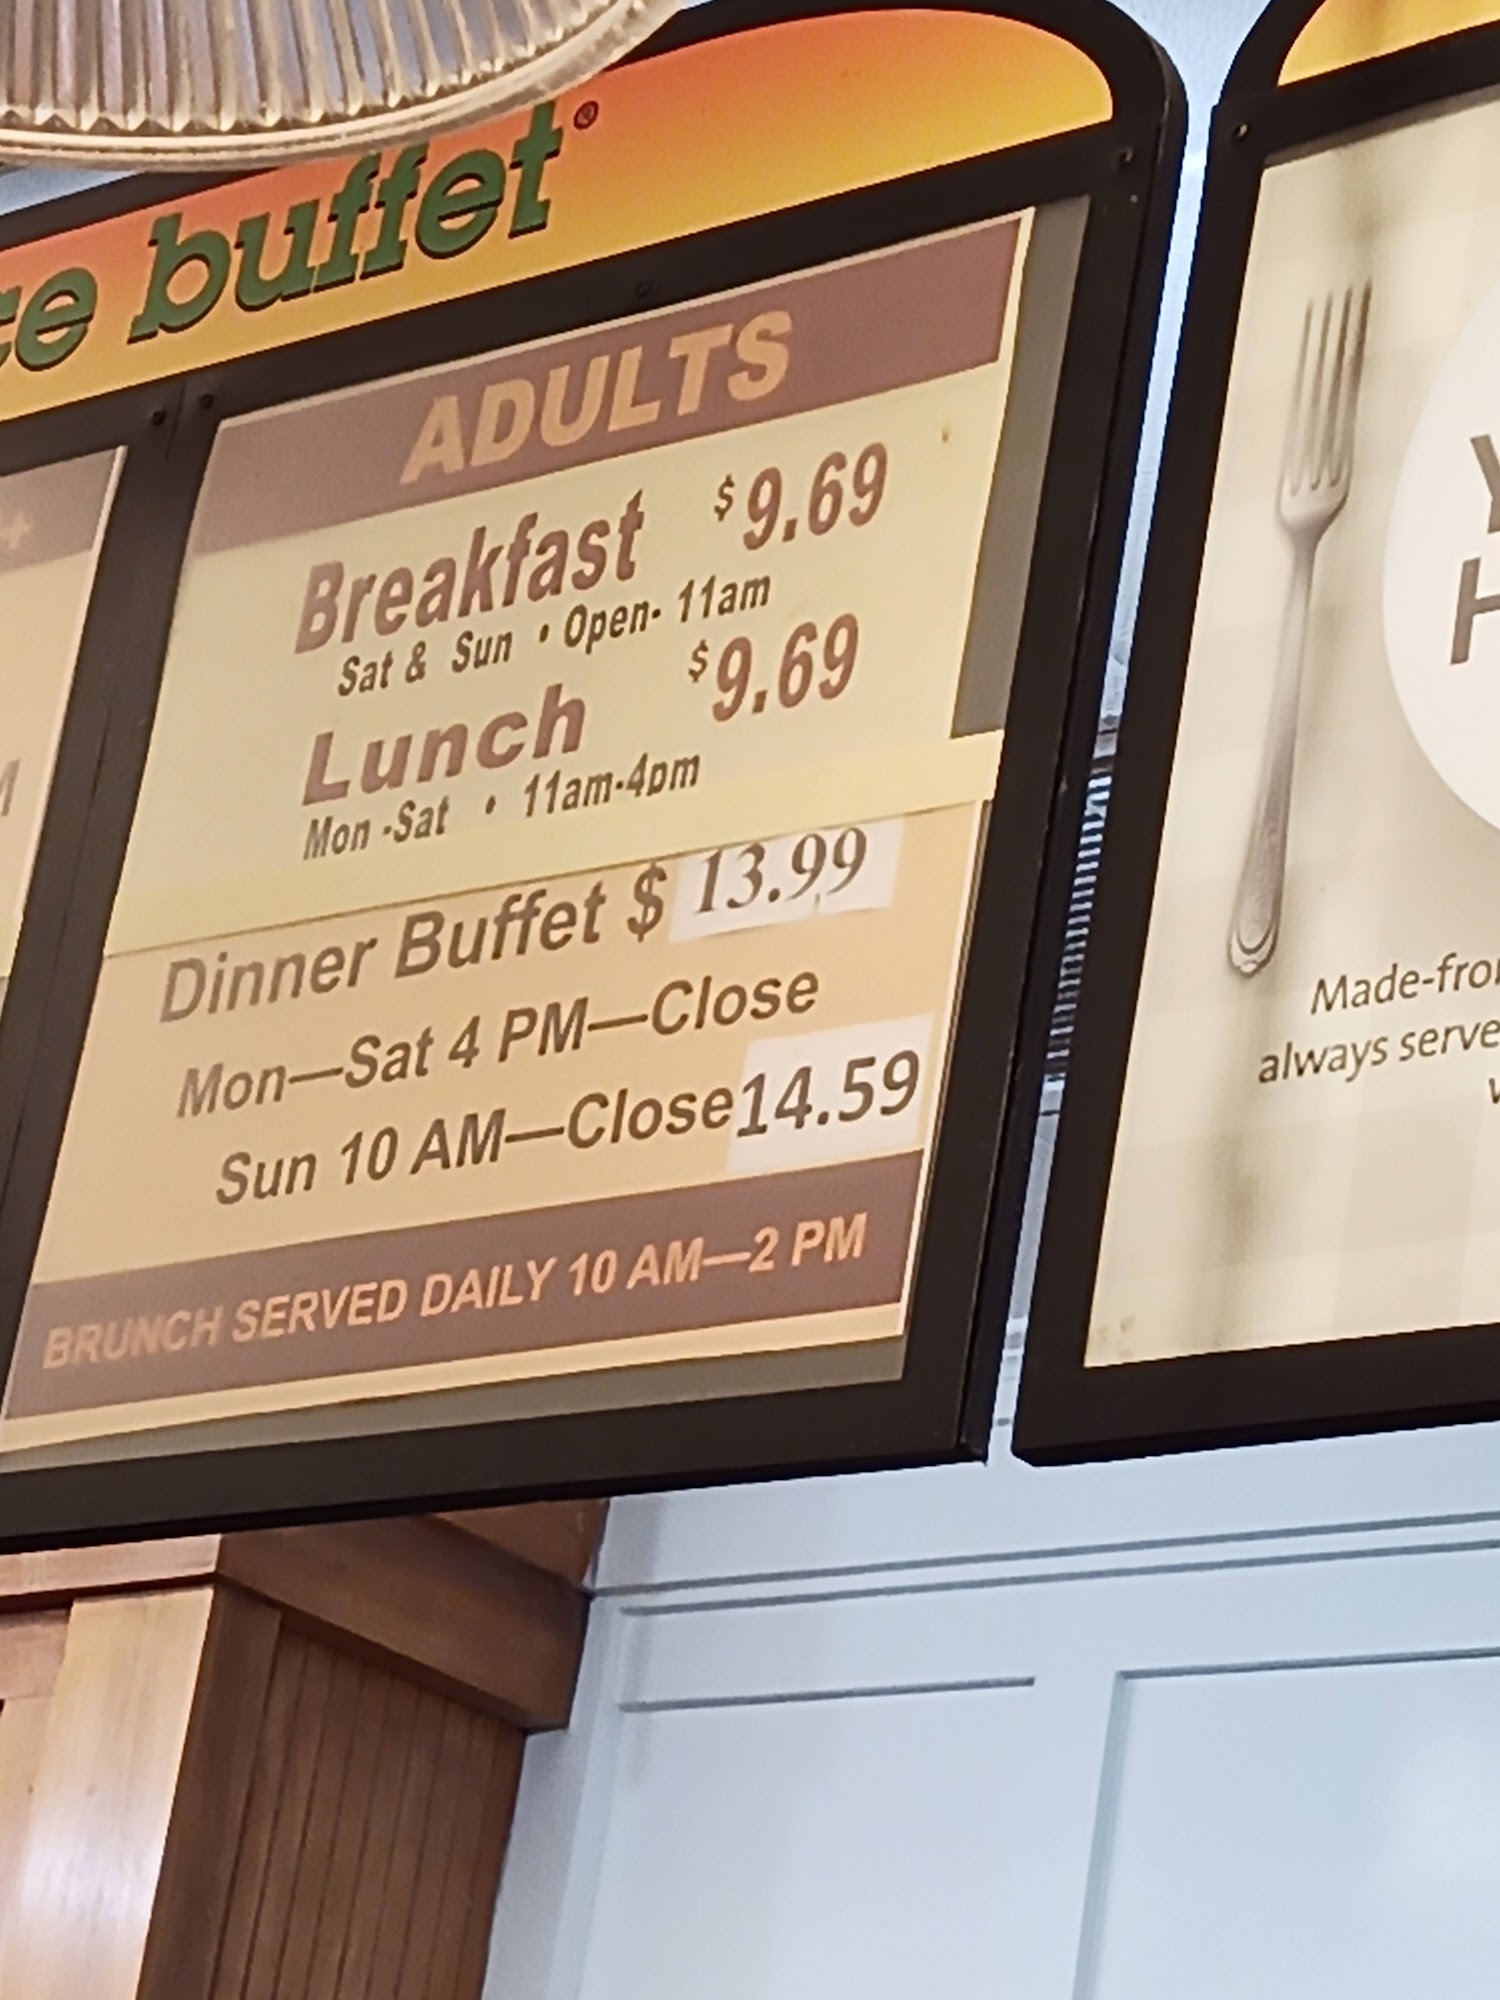 buffet®
ADULTS
Breakfast $9.69
Sat & Sun • Open- 11am
Lunch $9.69
Mon -Sat • 11am-4pm
Dinner Buffet $ 13.99
Mon—Sat 4 PM—Close
Sun 10 AM—Close 14.59
BRUNCH SERVED DAILY 10 AM—2 PM
Made-fro
always serve